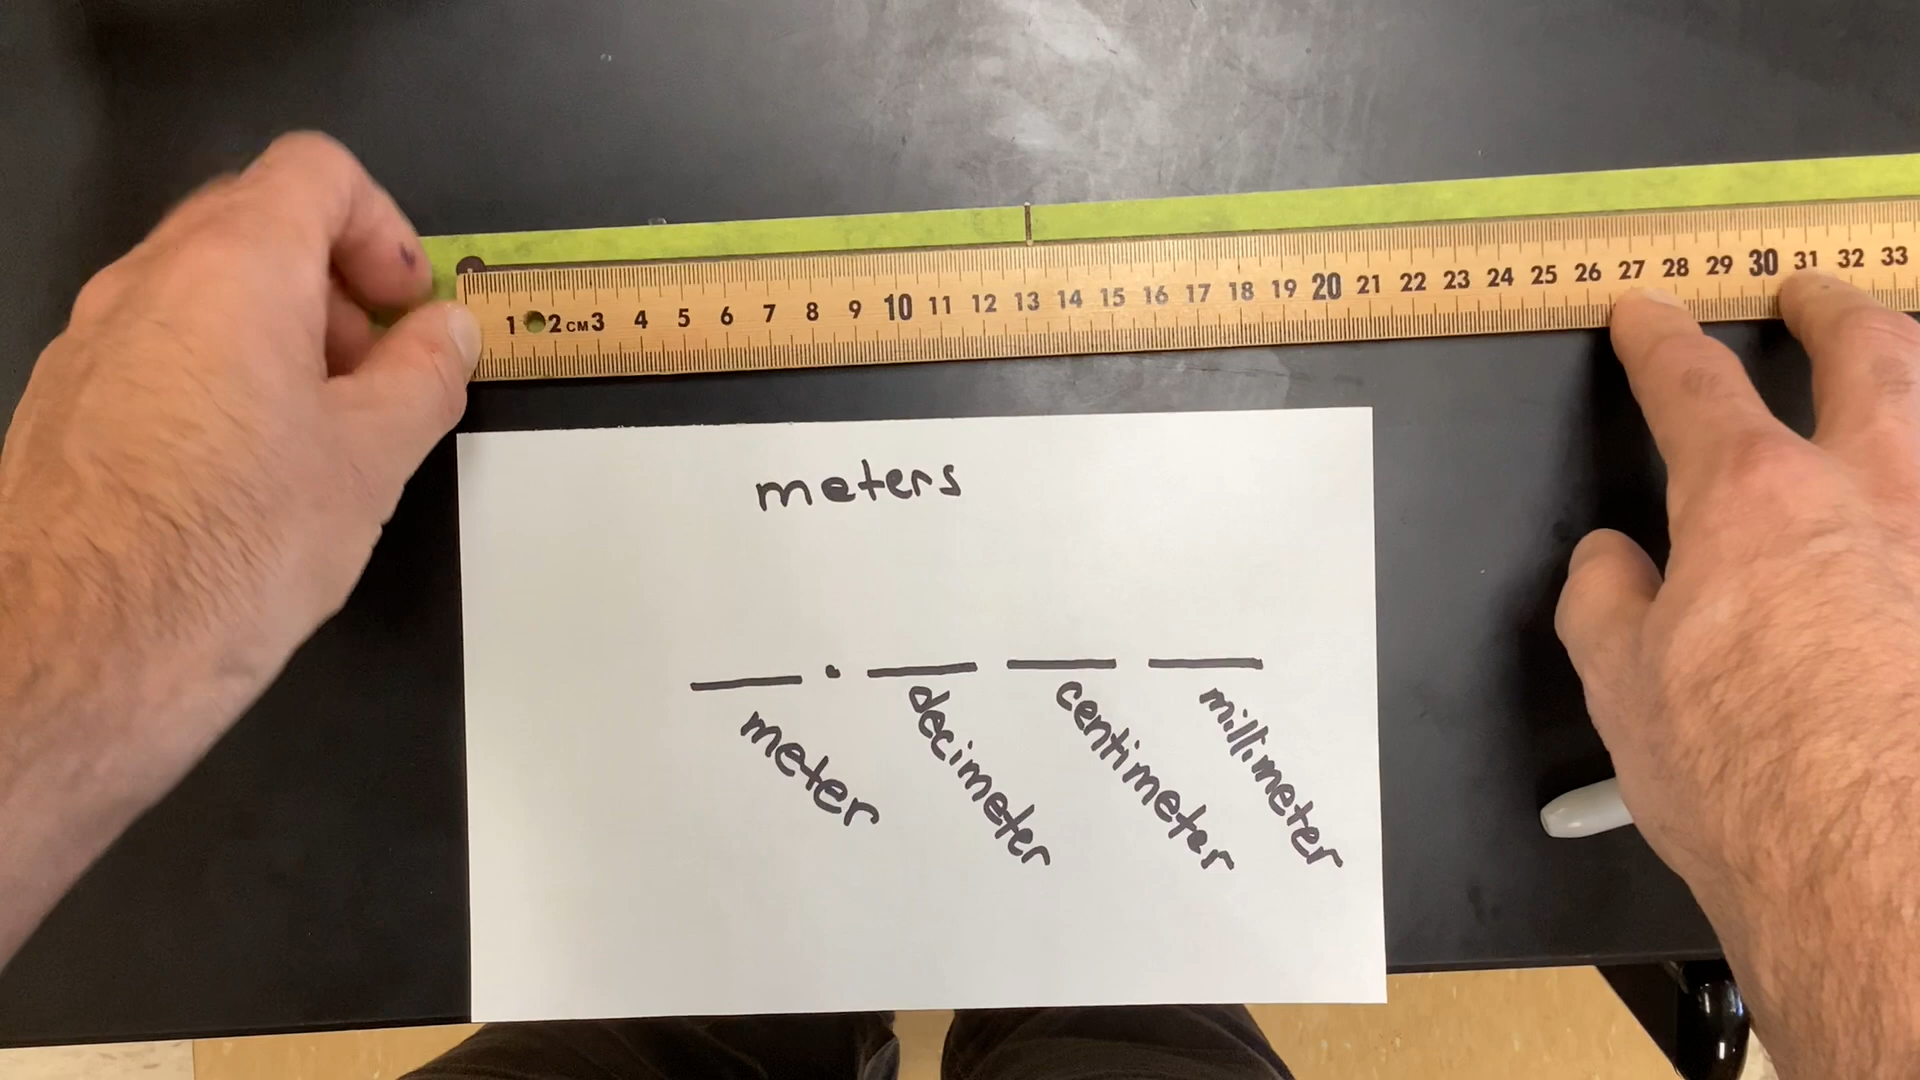 1 2 CM 3 4 5 6 7 8 9 10 11 12 13 14 15 16 17 18 19 20 21 22 23 24 25 26 27 28 29 30 31 32 33
meters
.
meter decimeter centimeter millimeter